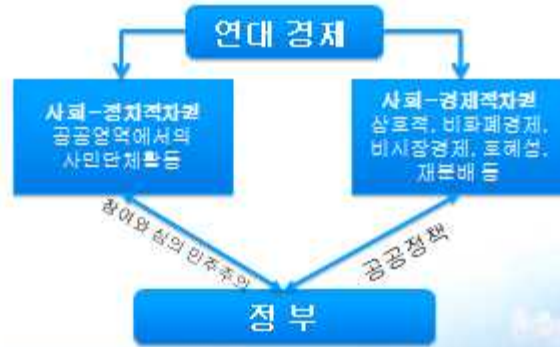 연대 경제
사회-정치적차원
공공영역에서의
시민단체활동
사회-경제적차원
상호적, 비화폐경제,
비시장경제, 호혜성,
재분배 등
참여와 심의 민주주의
공공정책
정 부